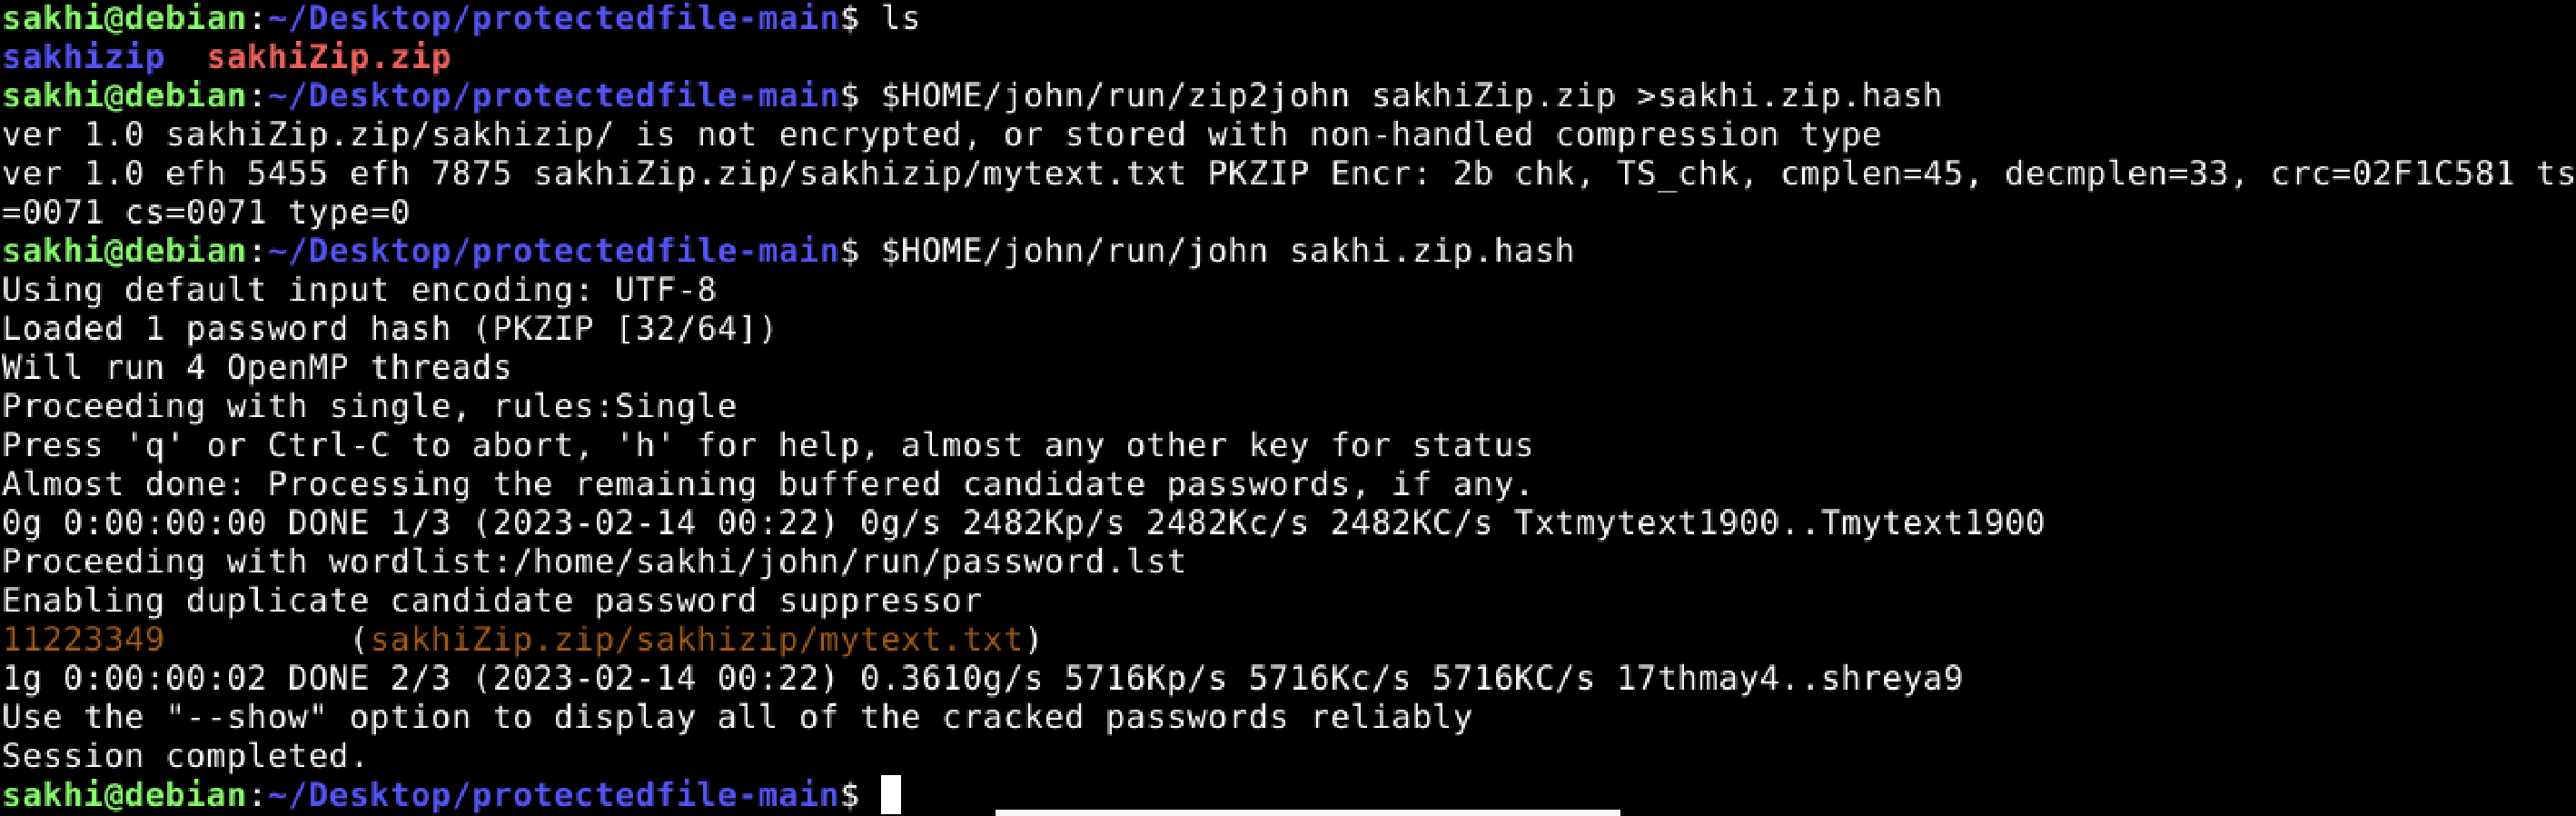 sakhi@debian:~/Desktop/protectedfile-main$ ls
sakhizip  sakhiZip.zip
sakhi@debian:~/Desktop/protectedfile-main$ $HOME/john/run/zip2john sakhiZip.zip >sakhi.zip.hash
ver 1.0 sakhiZip.zip/sakhizip/ is not encrypted, or stored with non-handled compression type
ver 1.0 efh 5455 efh 7875 sakhiZip.zip/sakhizip/mytext.txt PKZIP Encr: 2b chk, TS_chk, cmplen=45, decmplen=33, crc=02F1C581 ts
=0071 cs=0071 type=0
sakhi@debian:~/Desktop/protectedfile-main$ $HOME/john/run/john sakhi.zip.hash
Using default input encoding: UTF-8
Loaded 1 password hash (PKZIP [32/64])
Will run 4 OpenMP threads
Proceeding with single, rules:Single
Press 'q' or Ctrl-C to abort, 'h' for help, almost any other key for status
Almost done: Processing the remaining buffered candidate passwords, if any.
0g 0:00:00:00 DONE 1/3 (2023-02-14 00:22) 0g/s 2482Kp/s 2482Kc/s 2482KC/s Txtmytext1900..Tmytext1900
Proceeding with wordlist:/home/sakhi/john/run/password.lst
Enabling duplicate candidate password suppressor
11223349         (sakhiZip.zip/sakhizip/mytext.txt)
1g 0:00:00:02 DONE 2/3 (2023-02-14 00:22) 0.3610g/s 5716Kp/s 5716Kc/s 5716KC/s 17thmay4..shreya9
Use the "--show" option to display all of the cracked passwords reliably
Session completed.
sakhi@debian:~/Desktop/protectedfile-main$